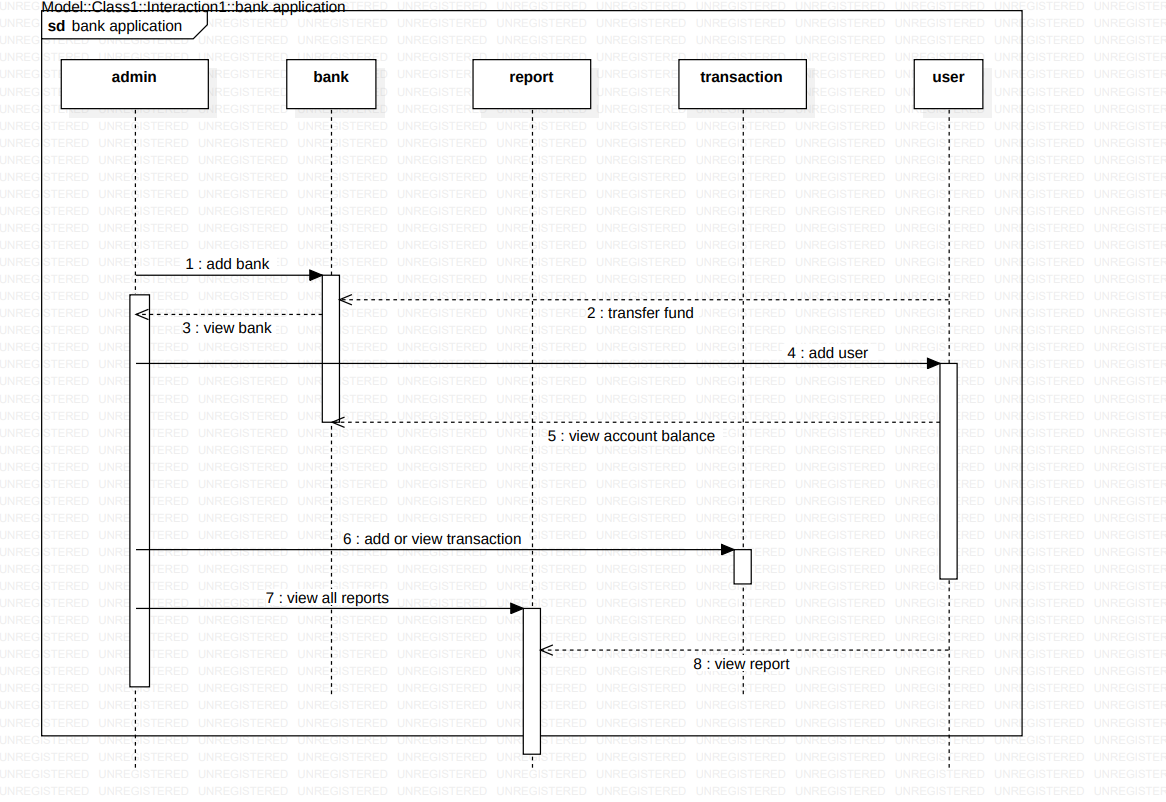 Model::Class1::Interaction1::bank application
sd bank application
admin
bank
report
transaction
user
1 : add bank
2 : transfer fund
3 : view bank
4 : add user
5 : view account balance
6 : add or view transaction
7 : view all reports
8 : view report
UNREGISTERED